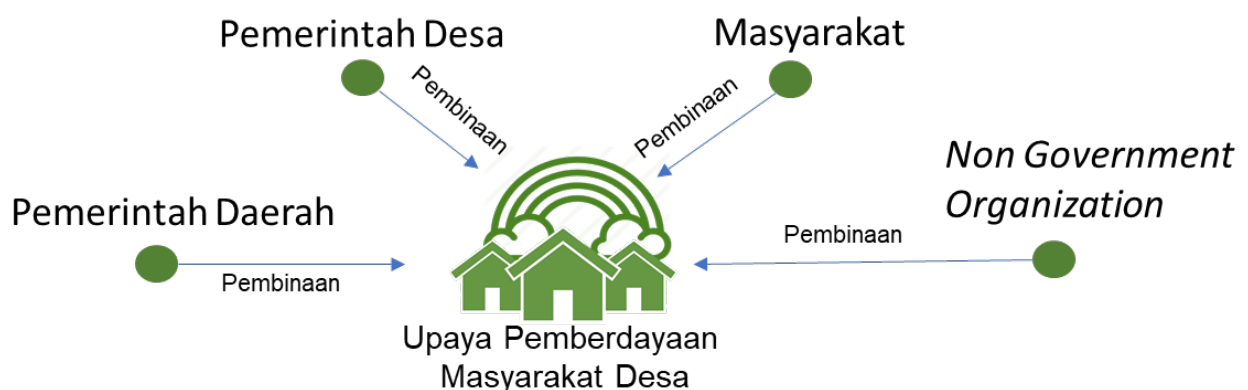 Pemerintah Desa
Masyarakat
Pembinaan
Pembinaan
Non Government
Organization
Pemerintah Daerah
Pembinaan
Pembinaan
Upaya Pemberdayaan
Masyarakat Desa